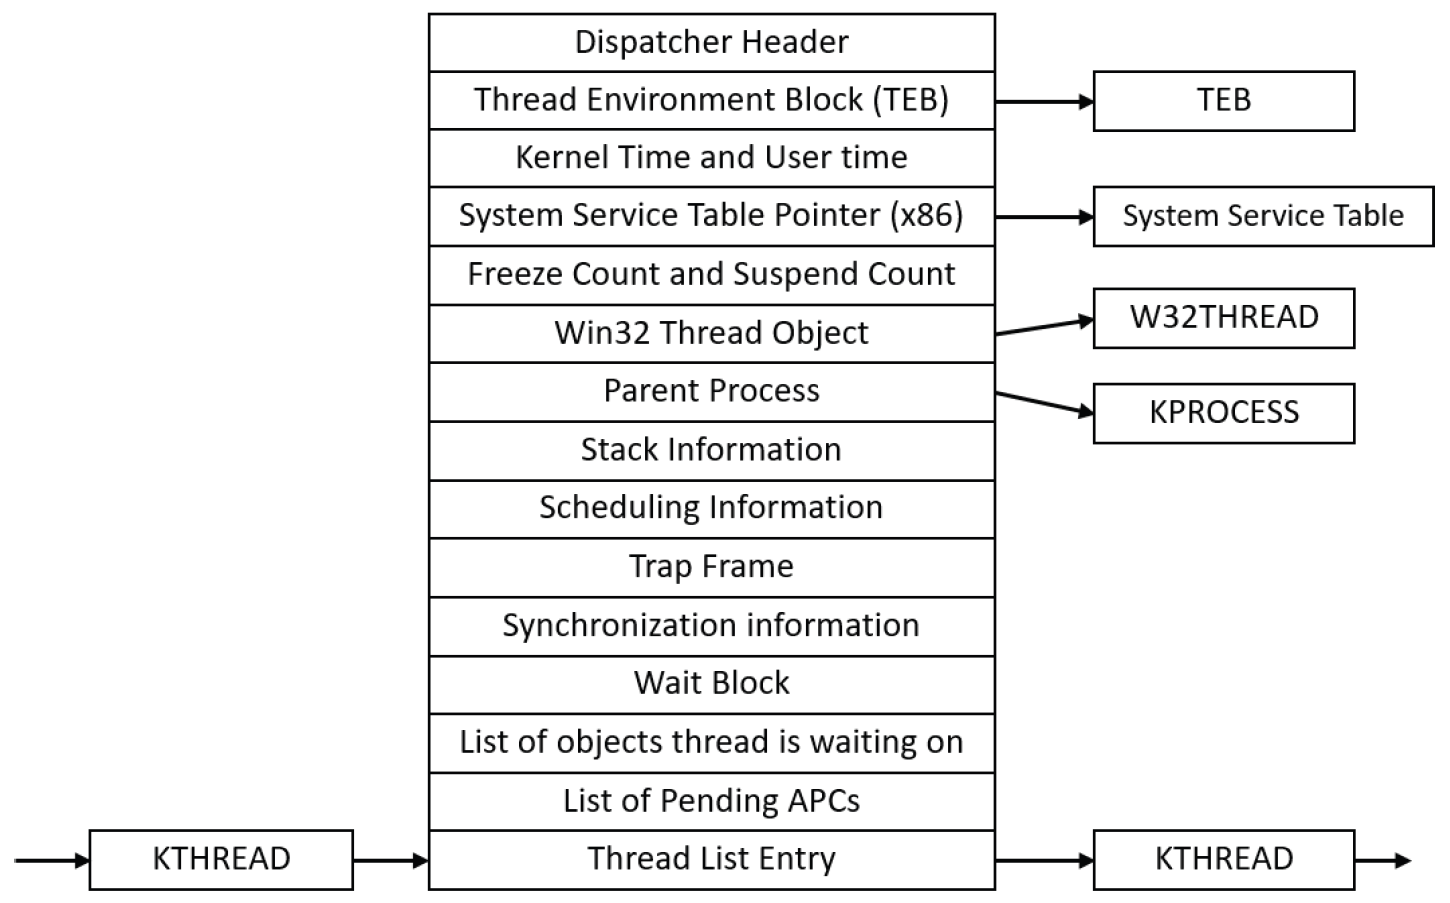 Dispatcher Header
Thread Environment Block (TEB)
TEB
Kernel Time and User time
System Service Table Pointer (x86)
System Service Table
Freeze Count and Suspend Count
Win32 Thread Object
W32THREAD
Parent Process
KPROCESS
Stack Information
Scheduling Information
Trap Frame
Synchronization information
Wait Block
List of objects thread is waiting on
List of Pending APCs
KTHREAD
Thread List Entry
KTHREAD